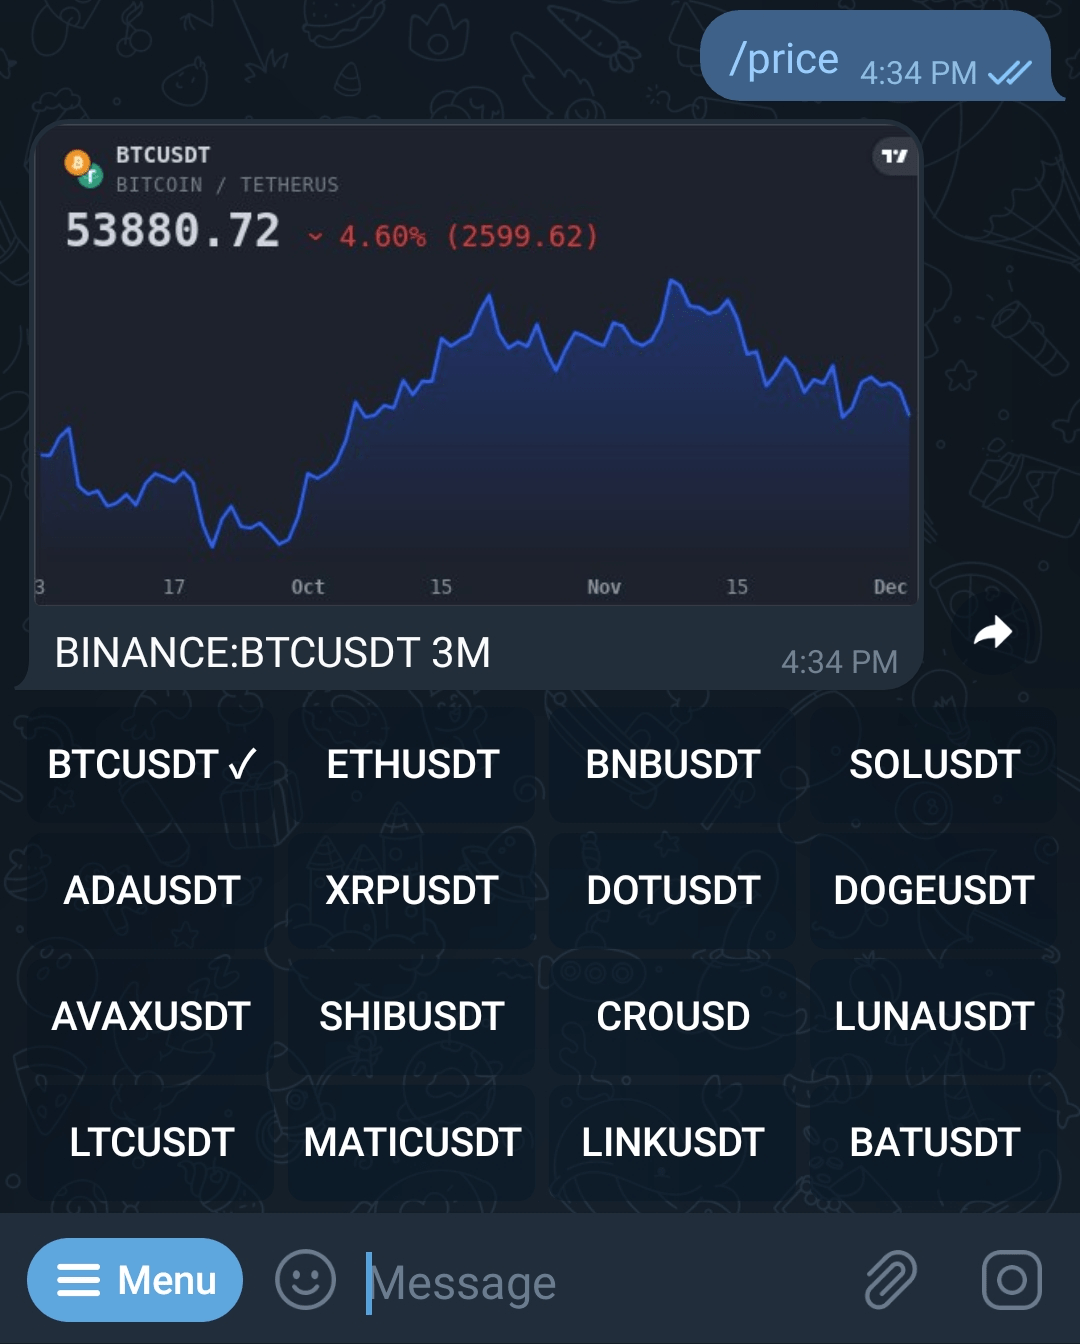 /price 4:34 PM
BTCUSDT
BITCOIN / TETHERUS
53880.72 4.60% (2599.62)
3 17 Oct 15 Nov 15 Dec
BINANCE:BTCUSDT 3M
4:34 PM
BTCUSDT ✓ ETHUSDT BNBUSDT SOLUSDT
ADAUSDT XRPUSDT DOTUSDT DOGEUSDT
AVAXUSDT SHIBUSDT CROUSD LUNAUSDT
LTCUSDT MATICUSDT LINKUSDT BATUSDT
Menu Message